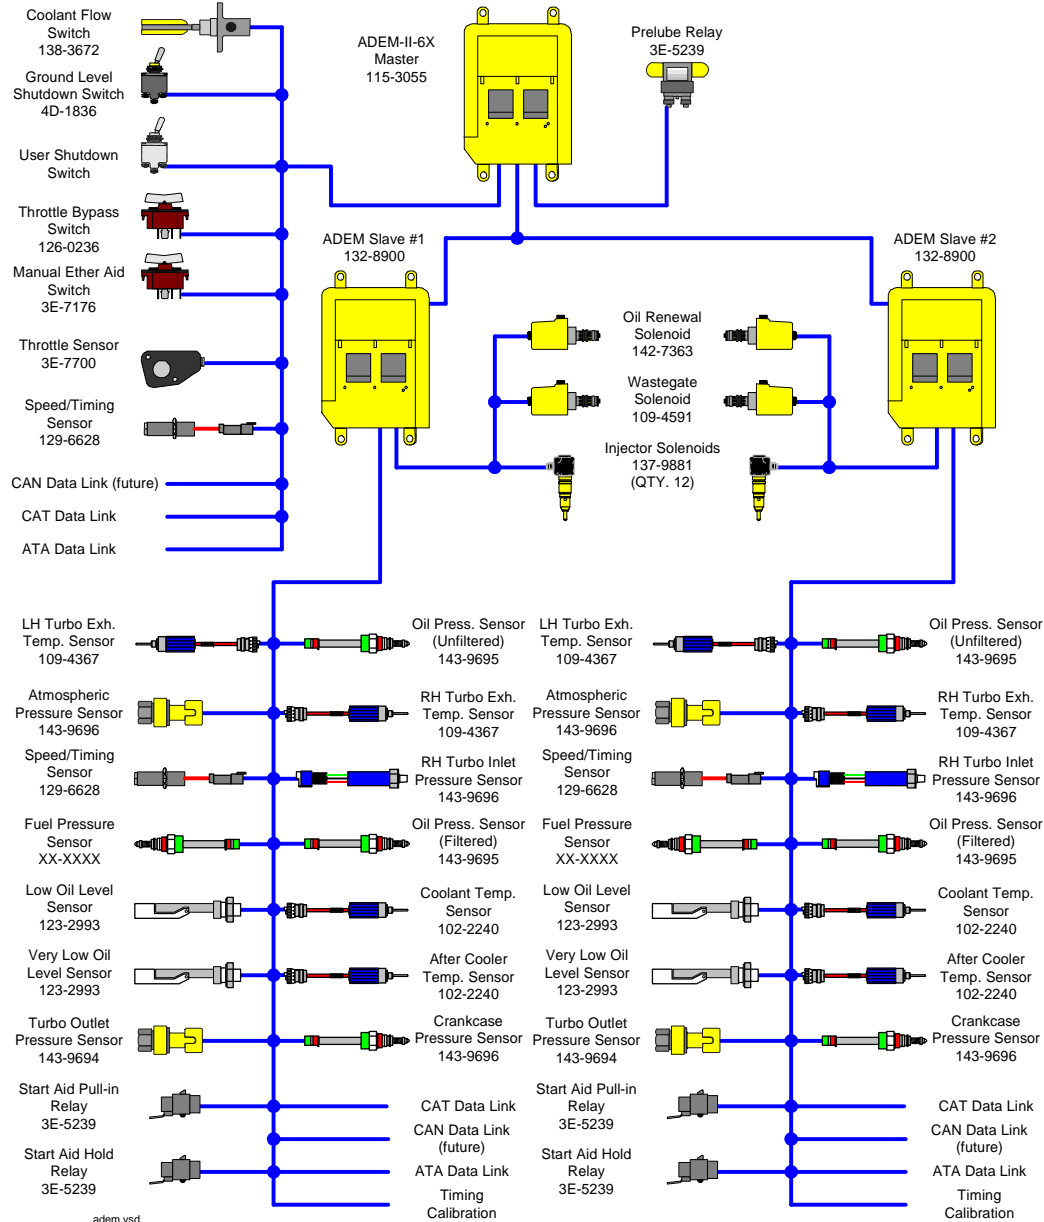 Coolant Flow
Switch
138-3672
Ground Level
Shutdown Switch
4D-1836
User Shutdown
Switch
Throttle Bypass
Switch
126-0236
Manual Ether Aid
Switch
3E-7176
Throttle Sensor
3E-7700
Speed/Timing
Sensor
129-6628
CAN Data Link (future)
CAT Data Link
ATA Data Link
ADEM-II-6X
Master
115-3055
Prelube Relay
3E-5239
ADEM Slave #1
132-8900
ADEM Slave #2
132-8900
Oil Renewal
Solenoid
142-7363
Wastegate
Solenoid
109-4591
Injector Solenoids
137-9881
(QTY. 12)
LH Turbo Exh.
Temp. Sensor
109-4367
Atmospheric
Pressure Sensor
143-9696
Speed/Timing
Sensor
129-6628
Fuel Pressure
Sensor
XX-XXXX
Low Oil Level
Sensor
123-2993
Very Low Oil
Level Sensor
123-2993
Turbo Outlet
Pressure Sensor
143-9694
Start Aid Pull-in
Relay
3E-5239
Start Aid Hold
Relay
3E-5239
Oil Press. Sensor
(Unfiltered)
143-9695
RH Turbo Exh.
Temp. Sensor
109-4367
RH Turbo Inlet
Pressure Sensor
143-9696
Oil Press. Sensor
(Filtered)
143-9695
Coolant Temp.
Sensor
102-2240
After Cooler
Temp. Sensor
102-2240
Crankcase
Pressure Sensor
143-9696
CAT Data Link
CAN Data Link
(future)
ATA Data Link
Timing
Calibration
LH Turbo Exh.
Temp. Sensor
109-4367
Atmospheric
Pressure Sensor
143-9696
Speed/Timing
Sensor
129-6628
Fuel Pressure
Sensor
XX-XXXX
Low Oil Level
Sensor
123-2993
Very Low Oil
Level Sensor
123-2993
Turbo Outlet
Pressure Sensor
143-9694
Start Aid Pull-in
Relay
3E-5239
Start Aid Hold
Relay
3E-5239
Oil Press. Sensor
(Unfiltered)
143-9695
RH Turbo Exh.
Temp. Sensor
109-4367
RH Turbo Inlet
Pressure Sensor
143-9696
Oil Press. Sensor
(Filtered)
143-9695
Coolant Temp.
Sensor
102-2240
After Cooler
Temp. Sensor
102-2240
Crankcase
Pressure Sensor
143-9696
CAT Data Link
CAN Data Link
(future)
ATA Data Link
Timing
Calibration
adem.vsd